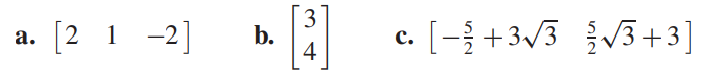 a. [2 1 −2] b. [3 4] c. [−5/2 + 3√3 5/2√3 + 3]